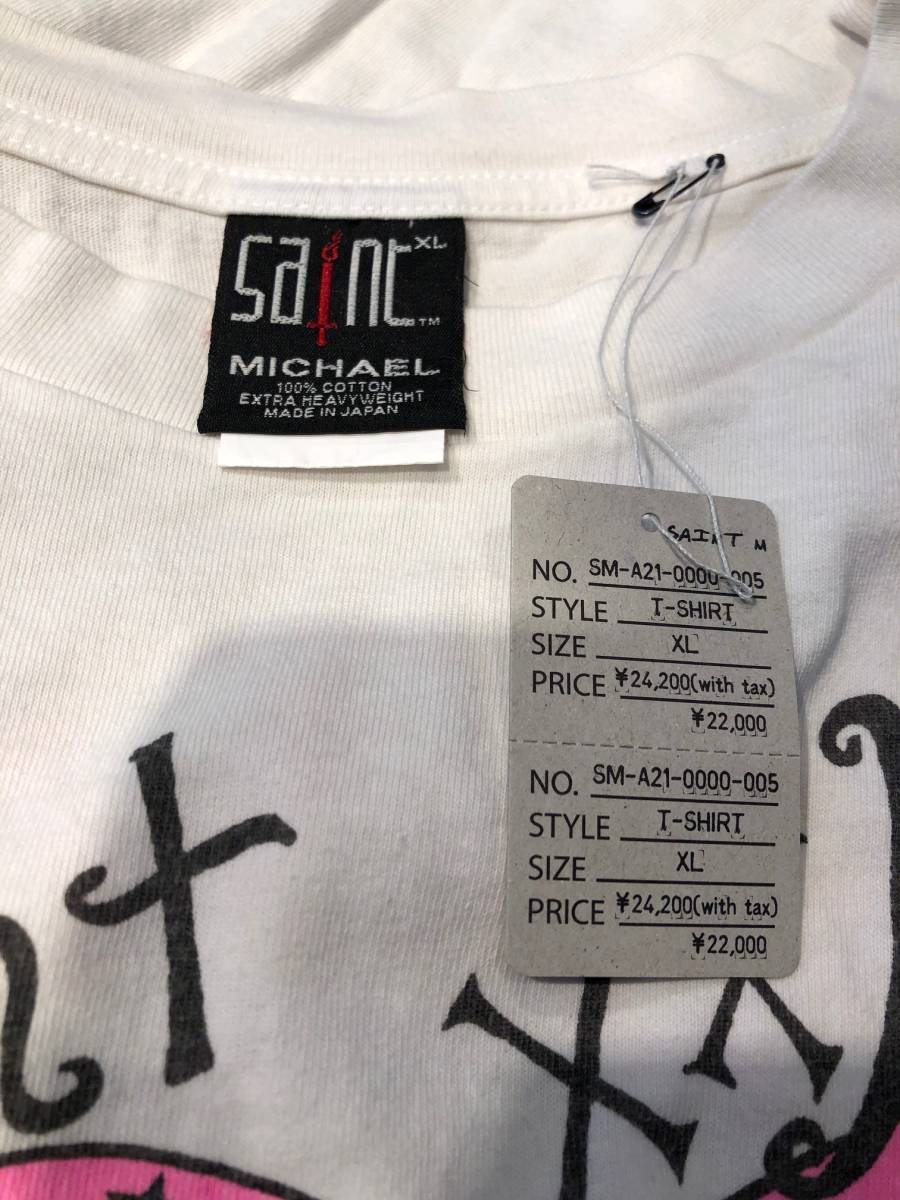 saint XL
™
MICHAEL
100% COTTON
EXTRA HEAVYWEIGHT
MADE IN JAPAN
SAINT M
NO. SM-A21-0000-005
STYLE T-SHIRT
SIZE XL
PRICE ¥24,200(with tax)
¥22,000
NO. SM-A21-0000-005
STYLE T-SHIRT
SIZE XL
PRICE ¥24,200(with tax)
¥22,000